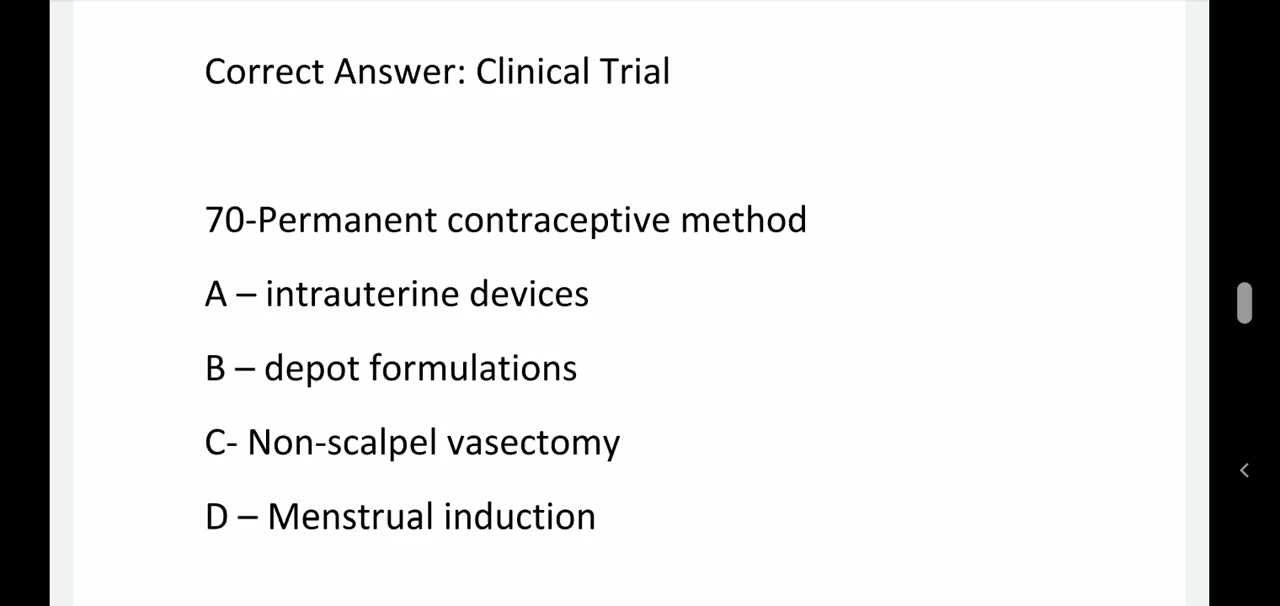 Correct Answer: Clinical Trial
70-Permanent contraceptive method
A – intrauterine devices
B – depot formulations
C- Non-scalpel vasectomy
D – Menstrual induction